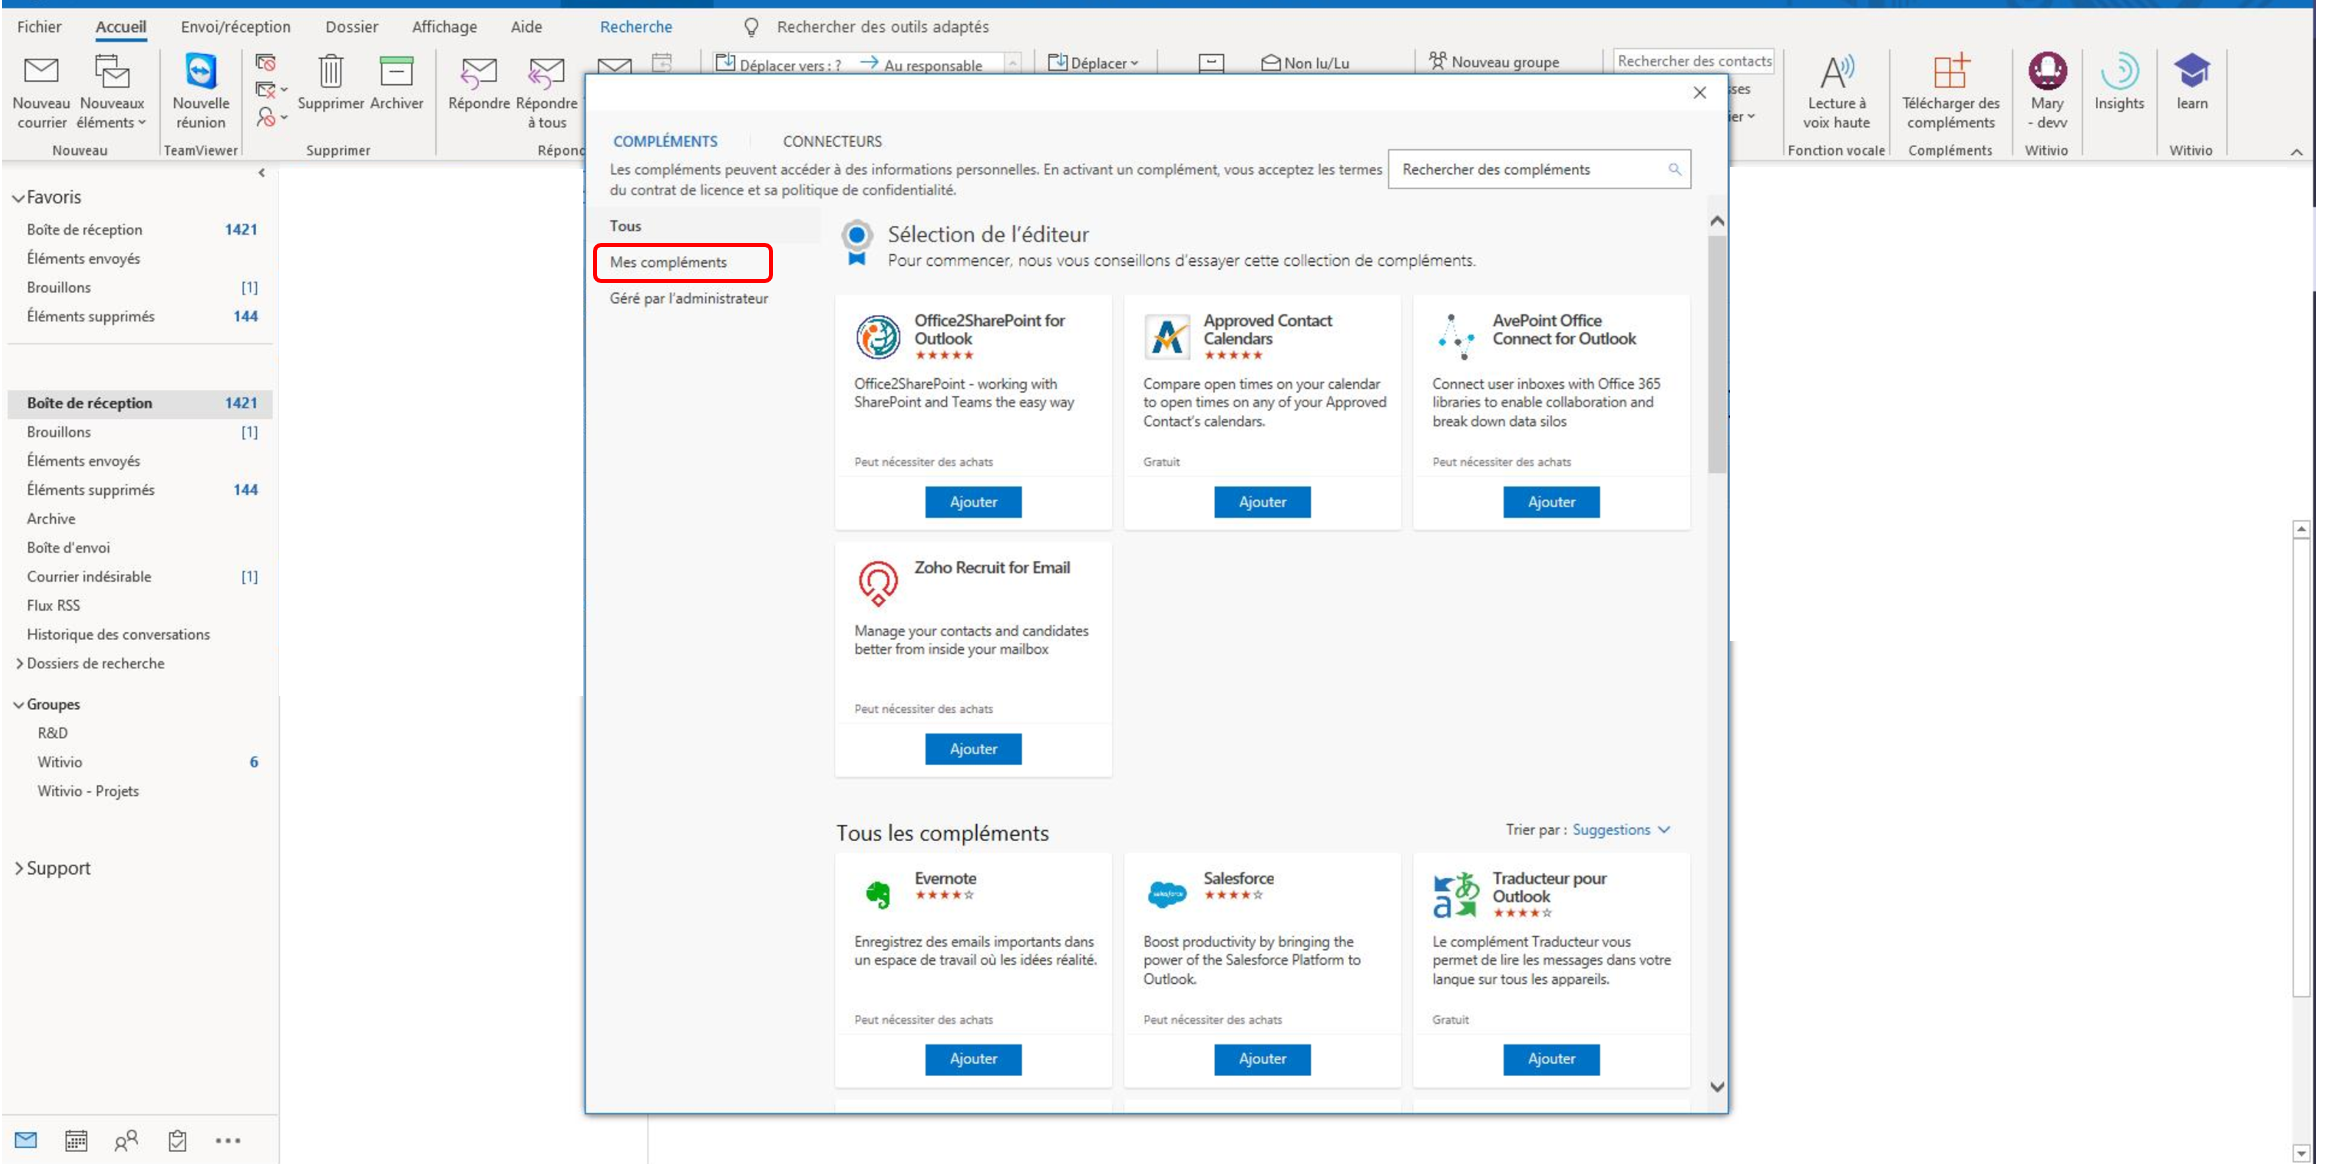 Fichier Accueil Envoi/réception Dossier Affichage Aide Recherche Rechercher des outils adaptés
Nouveau courrier
Nouveaux éléments
Nouveau
Nouvelle réunion
TeamViewer
Supprimer Archiver
Supprimer
Répondre Répondre à tous
Répond
Déplacer vers : ? Au responsable
Déplacer
Non lu/Lu
Nouveau groupe
Rechercher des contacts
sses
ier
Lecture à voix haute
Fonction vocale
Télécharger des compléments
Compléments
Mary - devv
Witivio
Insights
learn
Witivio
Favoris
Boîte de réception 1421
Éléments envoyés
Brouillons [1]
Éléments supprimés 144
Boîte de réception 1421
Brouillons [1]
Éléments envoyés
Éléments supprimés 144
Archive
Boîte d'envoi
Courrier indésirable [1]
Flux RSS
Historique des conversations
Dossiers de recherche
Groupes
R&D
Witivio 6
Witivio - Projets
Support
COMPLÉMENTS CONNECTEURS
Les compléments peuvent accéder à des informations personnelles. En activant un complément, vous acceptez les termes
du contrat de licence et sa politique de confidentialité.
Rechercher des compléments
Tous
Mes compléments
Géré par l'administrateur
Sélection de l'éditeur
Pour commencer, nous vous conseillons d'essayer cette collection de compléments.
Office2SharePoint for
Outlook
★★★★★
Office2SharePoint - working with
SharePoint and Teams the easy way
Peut nécessiter des achats
Ajouter
Approved Contact
Calendars
★★★★★
Compare open times on your calendar
to open times on any of your Approved
Contact's calendars.
Gratuit
Ajouter
AvePoint Office
Connect for Outlook
Connect user inboxes with Office 365
libraries to enable collaboration and
break down data silos
Peut nécessiter des achats
Ajouter
Zoho Recruit for Email
Manage your contacts and candidates
better from inside your mailbox
Peut nécessiter des achats
Ajouter
Tous les compléments
Trier par : Suggestions
Evernote
★★★★☆
Enregistrez des emails importants dans
un espace de travail où les idées réalité.
Peut nécessiter des achats
Ajouter
Salesforce
★★★★☆
Boost productivity by bringing the
power of the Salesforce Platform to
Outlook.
Peut nécessiter des achats
Ajouter
Traducteur pour
Outlook
★★★★☆
Le complément Traducteur vous
permet de lire les messages dans votre
langue sur tous les appareils.
Gratuit
Ajouter